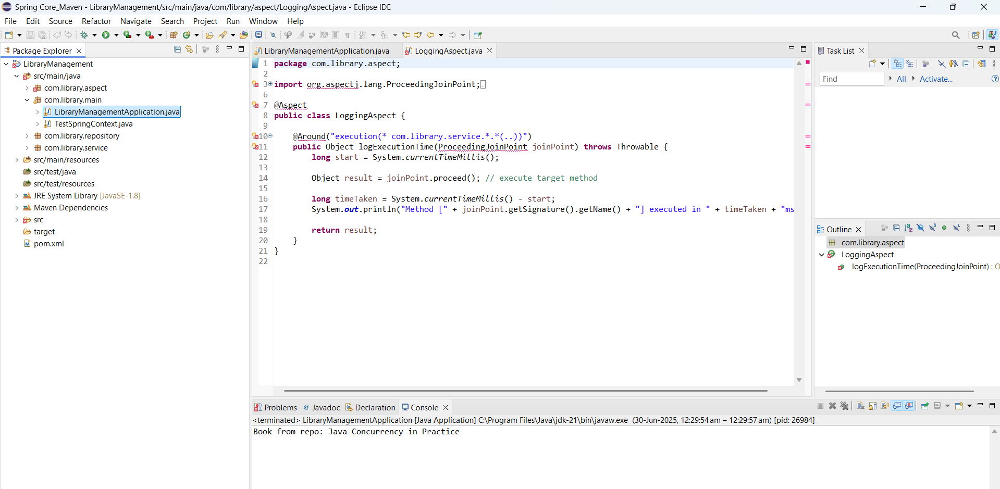 Spring Core_Maven - LibraryManagement/src/main/java/com/library/aspect/LoggingAspect.java - Eclipse IDE
File Edit Source Refactor Navigate Search Project Run Window Help
Package Explorer
LibraryManagement
src/main/java
com.library.aspect
com.library.main
LibraryManagementApplication.java
TestSpringContext.java
com.library.repository
com.library.service
src/main/resources
src/test/java
src/test/resources
JRE System Library [JavaSE-1.8]
Maven Dependencies
src
target
pom.xml
LibraryManagementApplication.java LoggingAspect.java
1 package com.library.aspect;
2
3 import org.aspectj.lang.ProceedingJoinPoint;
6
7 @Aspect
8 public class LoggingAspect {
9
10 @Around("execution(* com.library.service.*.*(..))")
11 public Object logExecutionTime(ProceedingJoinPoint joinPoint) throws Throwable {
12 long start = System.currentTimeMillis();
13
14 Object result = joinPoint.proceed(); // execute target method
15
16 long timeTaken = System.currentTimeMillis() - start;
17 System.out.println("Method [" + joinPoint.getSignature().getName() + "] executed in " + timeTaken + "ms
18
19 return result;
20 }
21 }
22
Task List
Find All Activate...
Outline
com.library.aspect
LoggingAspect
logExecutionTime(ProceedingJoinPoint) : O
Problems @ Javadoc Declaration Console
<terminated> LibraryManagementApplication [Java Application] C:\Program Files\Java\jdk-21\bin\javaw.exe (30-Jun-2025, 12:29:54 am – 12:29:57 am) [pid: 26984]
Book from repo: Java Concurrency in Practice